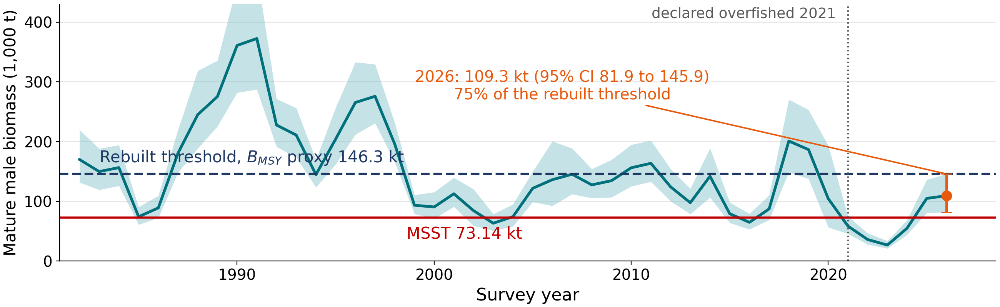 Mature male biomass (1,000 t)
400
300
200
100
0
declared overfished 2021
2026: 109.3 kt (95% CI 81.9 to 145.9)
75% of the rebuilt threshold
Rebuilt threshold, BMSY proxy 146.3 kt
MSST 73.14 kt
1990
2000
2010
2020
Survey year